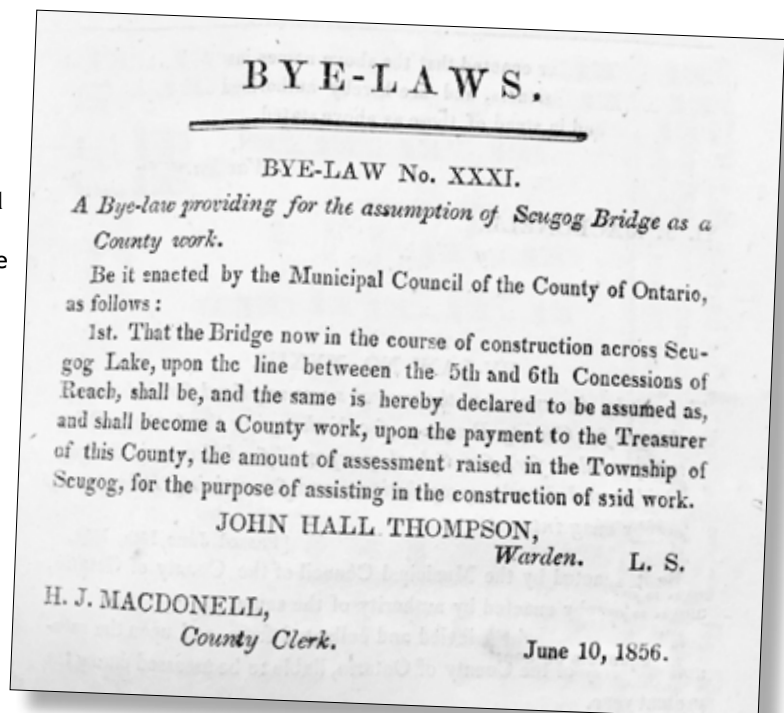 BYE-LAWS.
BYE-LAW No. XXXI.
A Bye-law providing for the assumption of Scugog Bridge as a
County work.
Be it enacted by the Municipal Council of the County of Ontario,
as follows :
1st. That the Bridge now in the course of construction across Scu-
gog Lake, upon the line betweeen the 5th and 6th Concessions of
Reach, shall be, and the same is hereby declared to be assumed as,
and shall become a County work, upon the payment to the Treasurer
of this County, the amount of assessment raised in the Township of
Scugog, for the purpose of assisting in the construction of said work.
JOHN HALL THOMPSON,
Warden. L. S.
H. J. MACDONELL,
County Clerk. June 10, 1856.